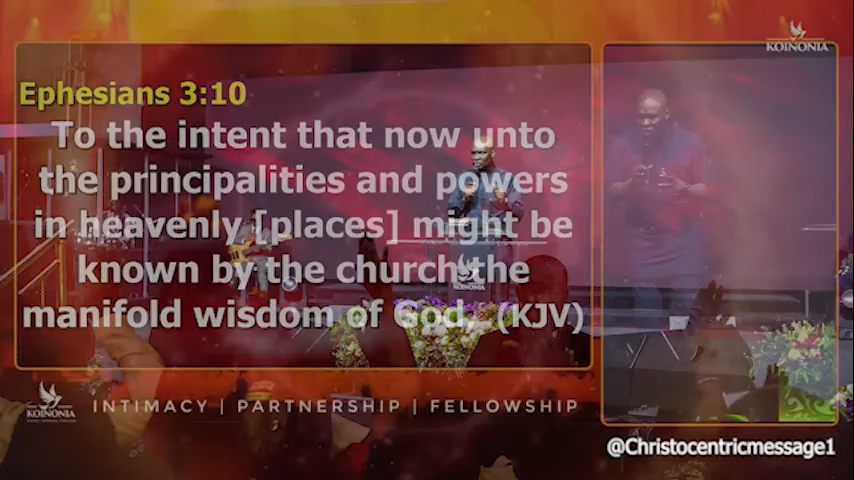 KOINONIA
Ephesians 3:10
To the intent that now unto
the principalities and powers
in heavenly [places] might be
known by the church the
manifold wisdom of God, (KJV)
KOINONIA
KOINONIA
INTIMACY | PARTNERSHIP | FELLOWSHIP
@Christocentricmessage1